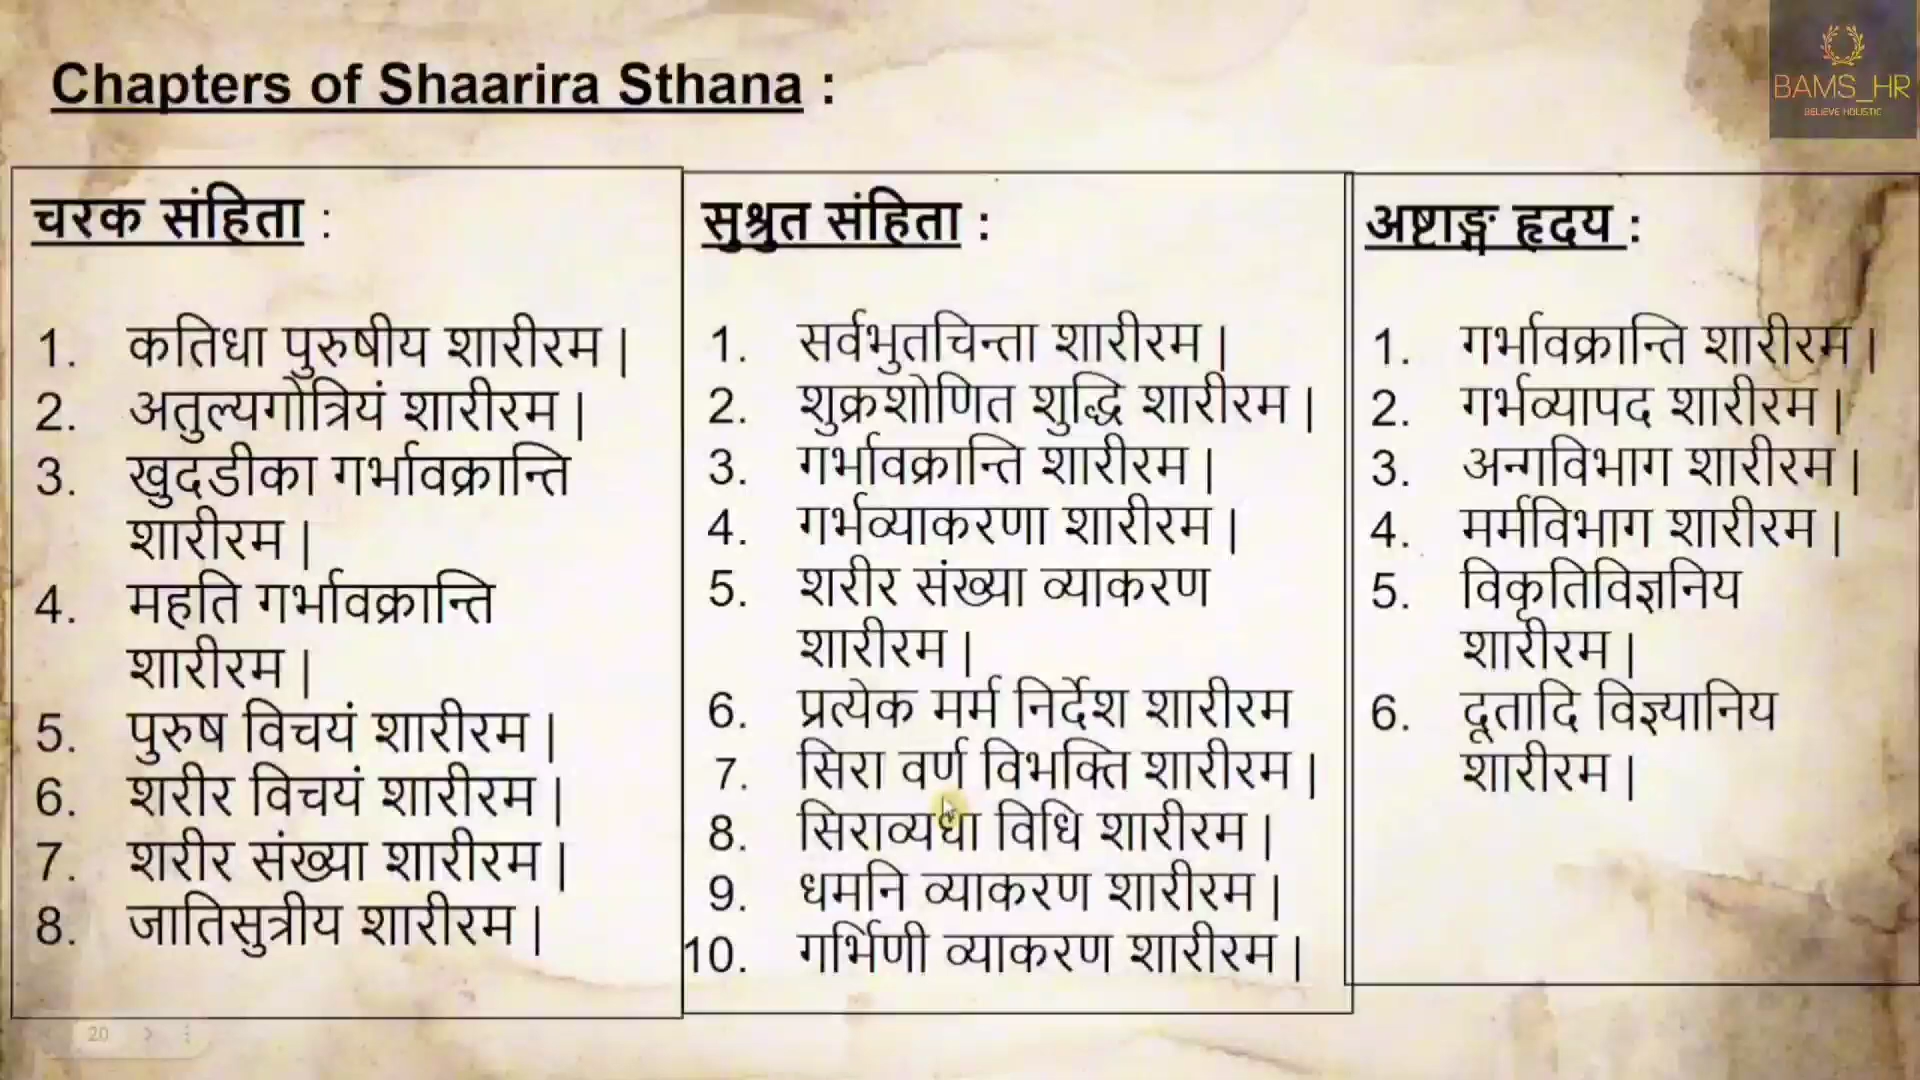 Chapters of Shaarira Sthana :
BAMS_HR
BELIEVE HOLISTIC
चरक संहिता :
1. कतिधा पुरुषीय शारीरम |
2. अतुल्यगोत्रियं शारीरम |
3. खुदडीका गर्भावक्रान्ति
शारीरम |
4. महति गर्भावक्रान्ति
शारीरम |
5. पुरुष विचयं शारीरम |
6. शरीर विचयं शारीरम |
7. शरीर संख्या शारीरम |
8. जातिसुत्रीय शारीरम |
सुश्रुत संहिता :
1. सर्वभुतचिन्ता शारीरम |
2. शुक्रशोणित शुद्धि शारीरम |
3. गर्भावक्रान्ति शारीरम |
4. गर्भव्याकरणा शारीरम |
5. शरीर संख्या व्याकरण
शारीरम |
6. प्रत्येक मर्म निर्देश शारीरम
7. सिरा वर्ण विभक्ति शारीरम |
8. सिराव्यधा विधि शारीरम |
9. धमनि व्याकरण शारीरम |
10. गर्भिणी व्याकरण शारीरम |
अष्टाङ्ग हृदय :
1. गर्भावक्रान्ति शारीरम |
2. गर्भव्यापद शारीरम |
3. अन्गविभाग शारीरम |
4. मर्मविभाग शारीरम |
5. विकृतिविज्ञनिय
शारीरम |
6. दूतादि विज्ञ्यानिय
शारीरम |
20